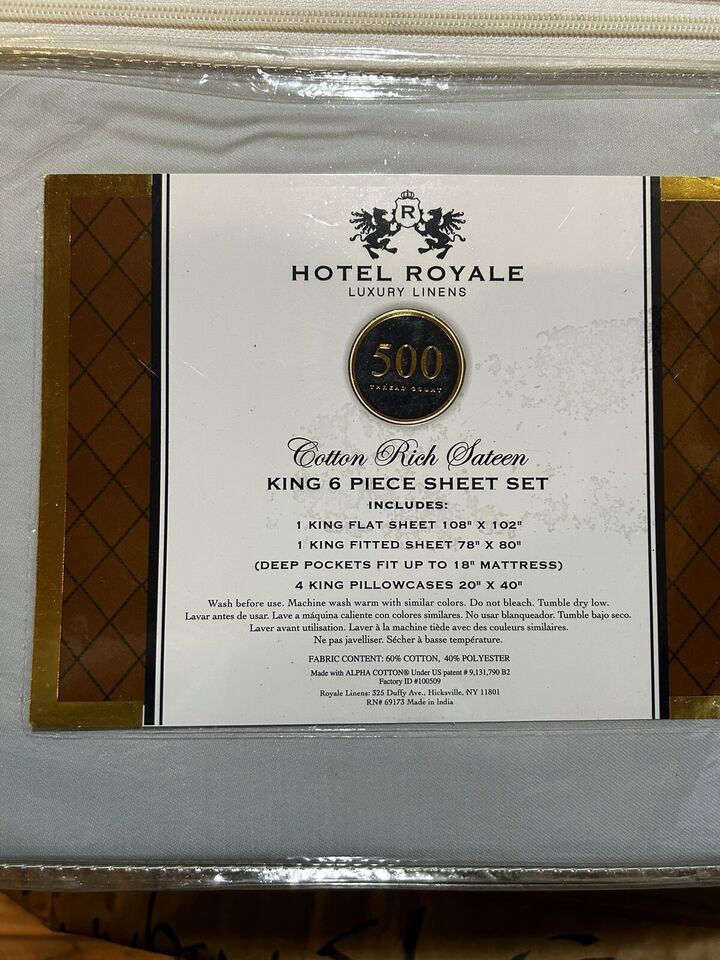 R
HOTEL ROYALE
LUXURY LINENS
500
THREAD COUNT
Cotton Rich Sateen
KING 6 PIECE SHEET SET
INCLUDES:
1 KING FLAT SHEET 108" X 102"
1 KING FITTED SHEET 78" X 80"
(DEEP POCKETS FIT UP TO 18" MATTRESS)
4 KING PILLOWCASES 20" X 40"
Wash before use. Machine wash warm with similar colors. Do not bleach. Tumble dry low.
Lavar antes de usar. Lave a máquina caliente con colores similares. No usar blanqueador. Tumble bajo seco.
Laver avant utilisation. Laver à la machine tiède avec des couleurs similaires.
Ne pas javelliser. Sécher à basse température.
FABRIC CONTENT: 60% COTTON, 40% POLYESTER
Made with ALPHA COTTON® Under US patent # 9,131,790 B2
Factory ID #100509
Royale Linens: 325 Duffy Ave., Hicksville, NY 11801
RN# 69173 Made in India